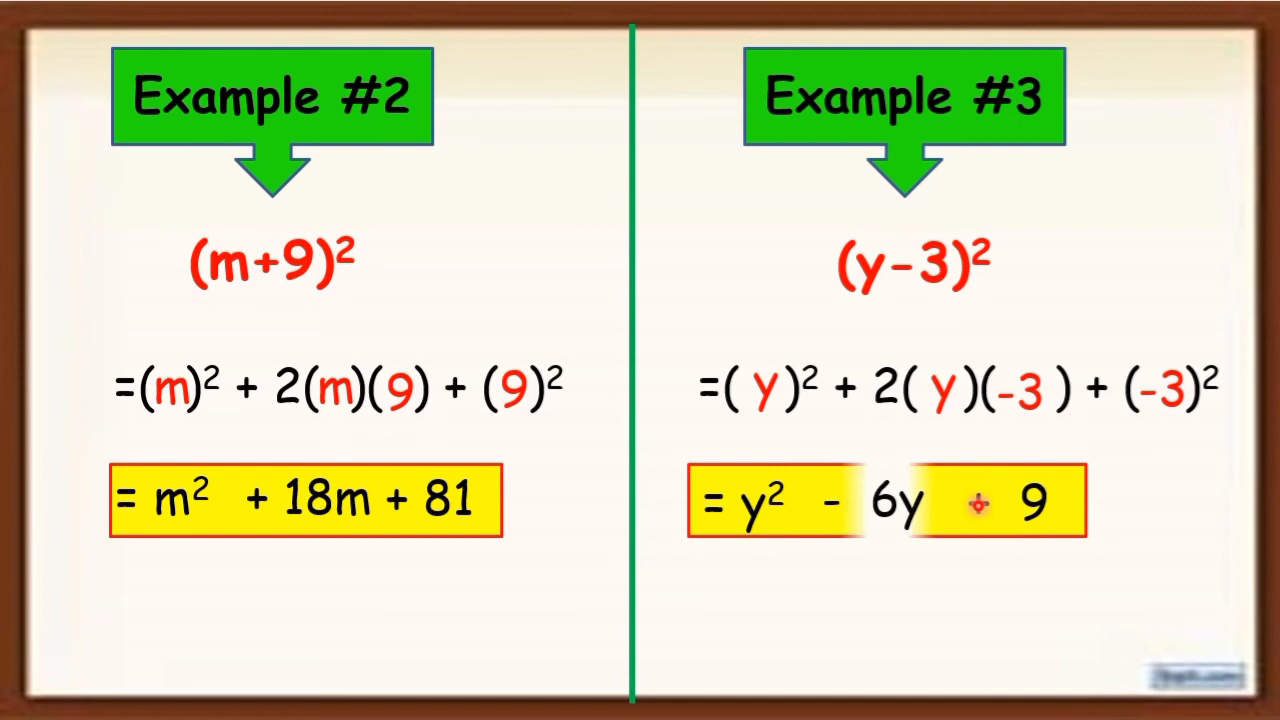 Example #2
(m+9)²
=(m)² + 2(m)(9) + (9)²
= m² + 18m + 81
Example #3
(y-3)²
=( y )² + 2( y )(-3 ) + (-3)²
= y² - 6y + 9